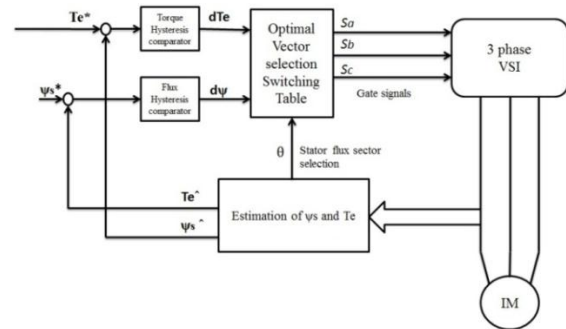 Te*
Torque
Hysteresis
comparator
dTe
Optimal
Vector
selection
Switching
Table
Sa
Sb
Sc
Gate signals
3 phase
VSI
ψs*
Flux
Hysteresis
comparator
dψ
θ
Stator flux sector
selection
Te^
ψs^
Estimation of ψs and Te
IM